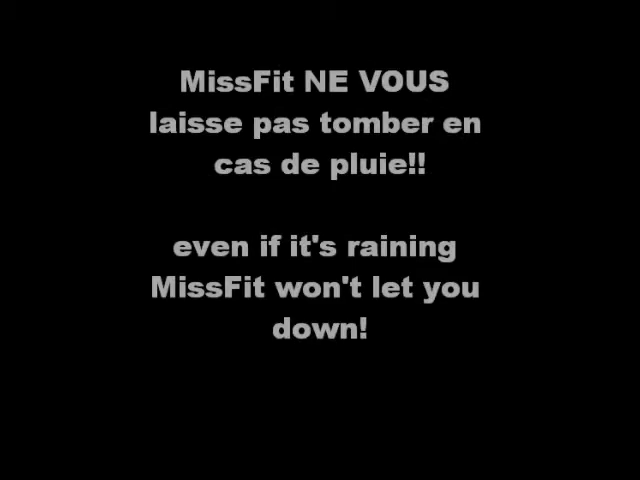 MissFit NE VOUS
laisse pas tomber en
cas de pluie!!
even if it's raining
MissFit won't let you
down!